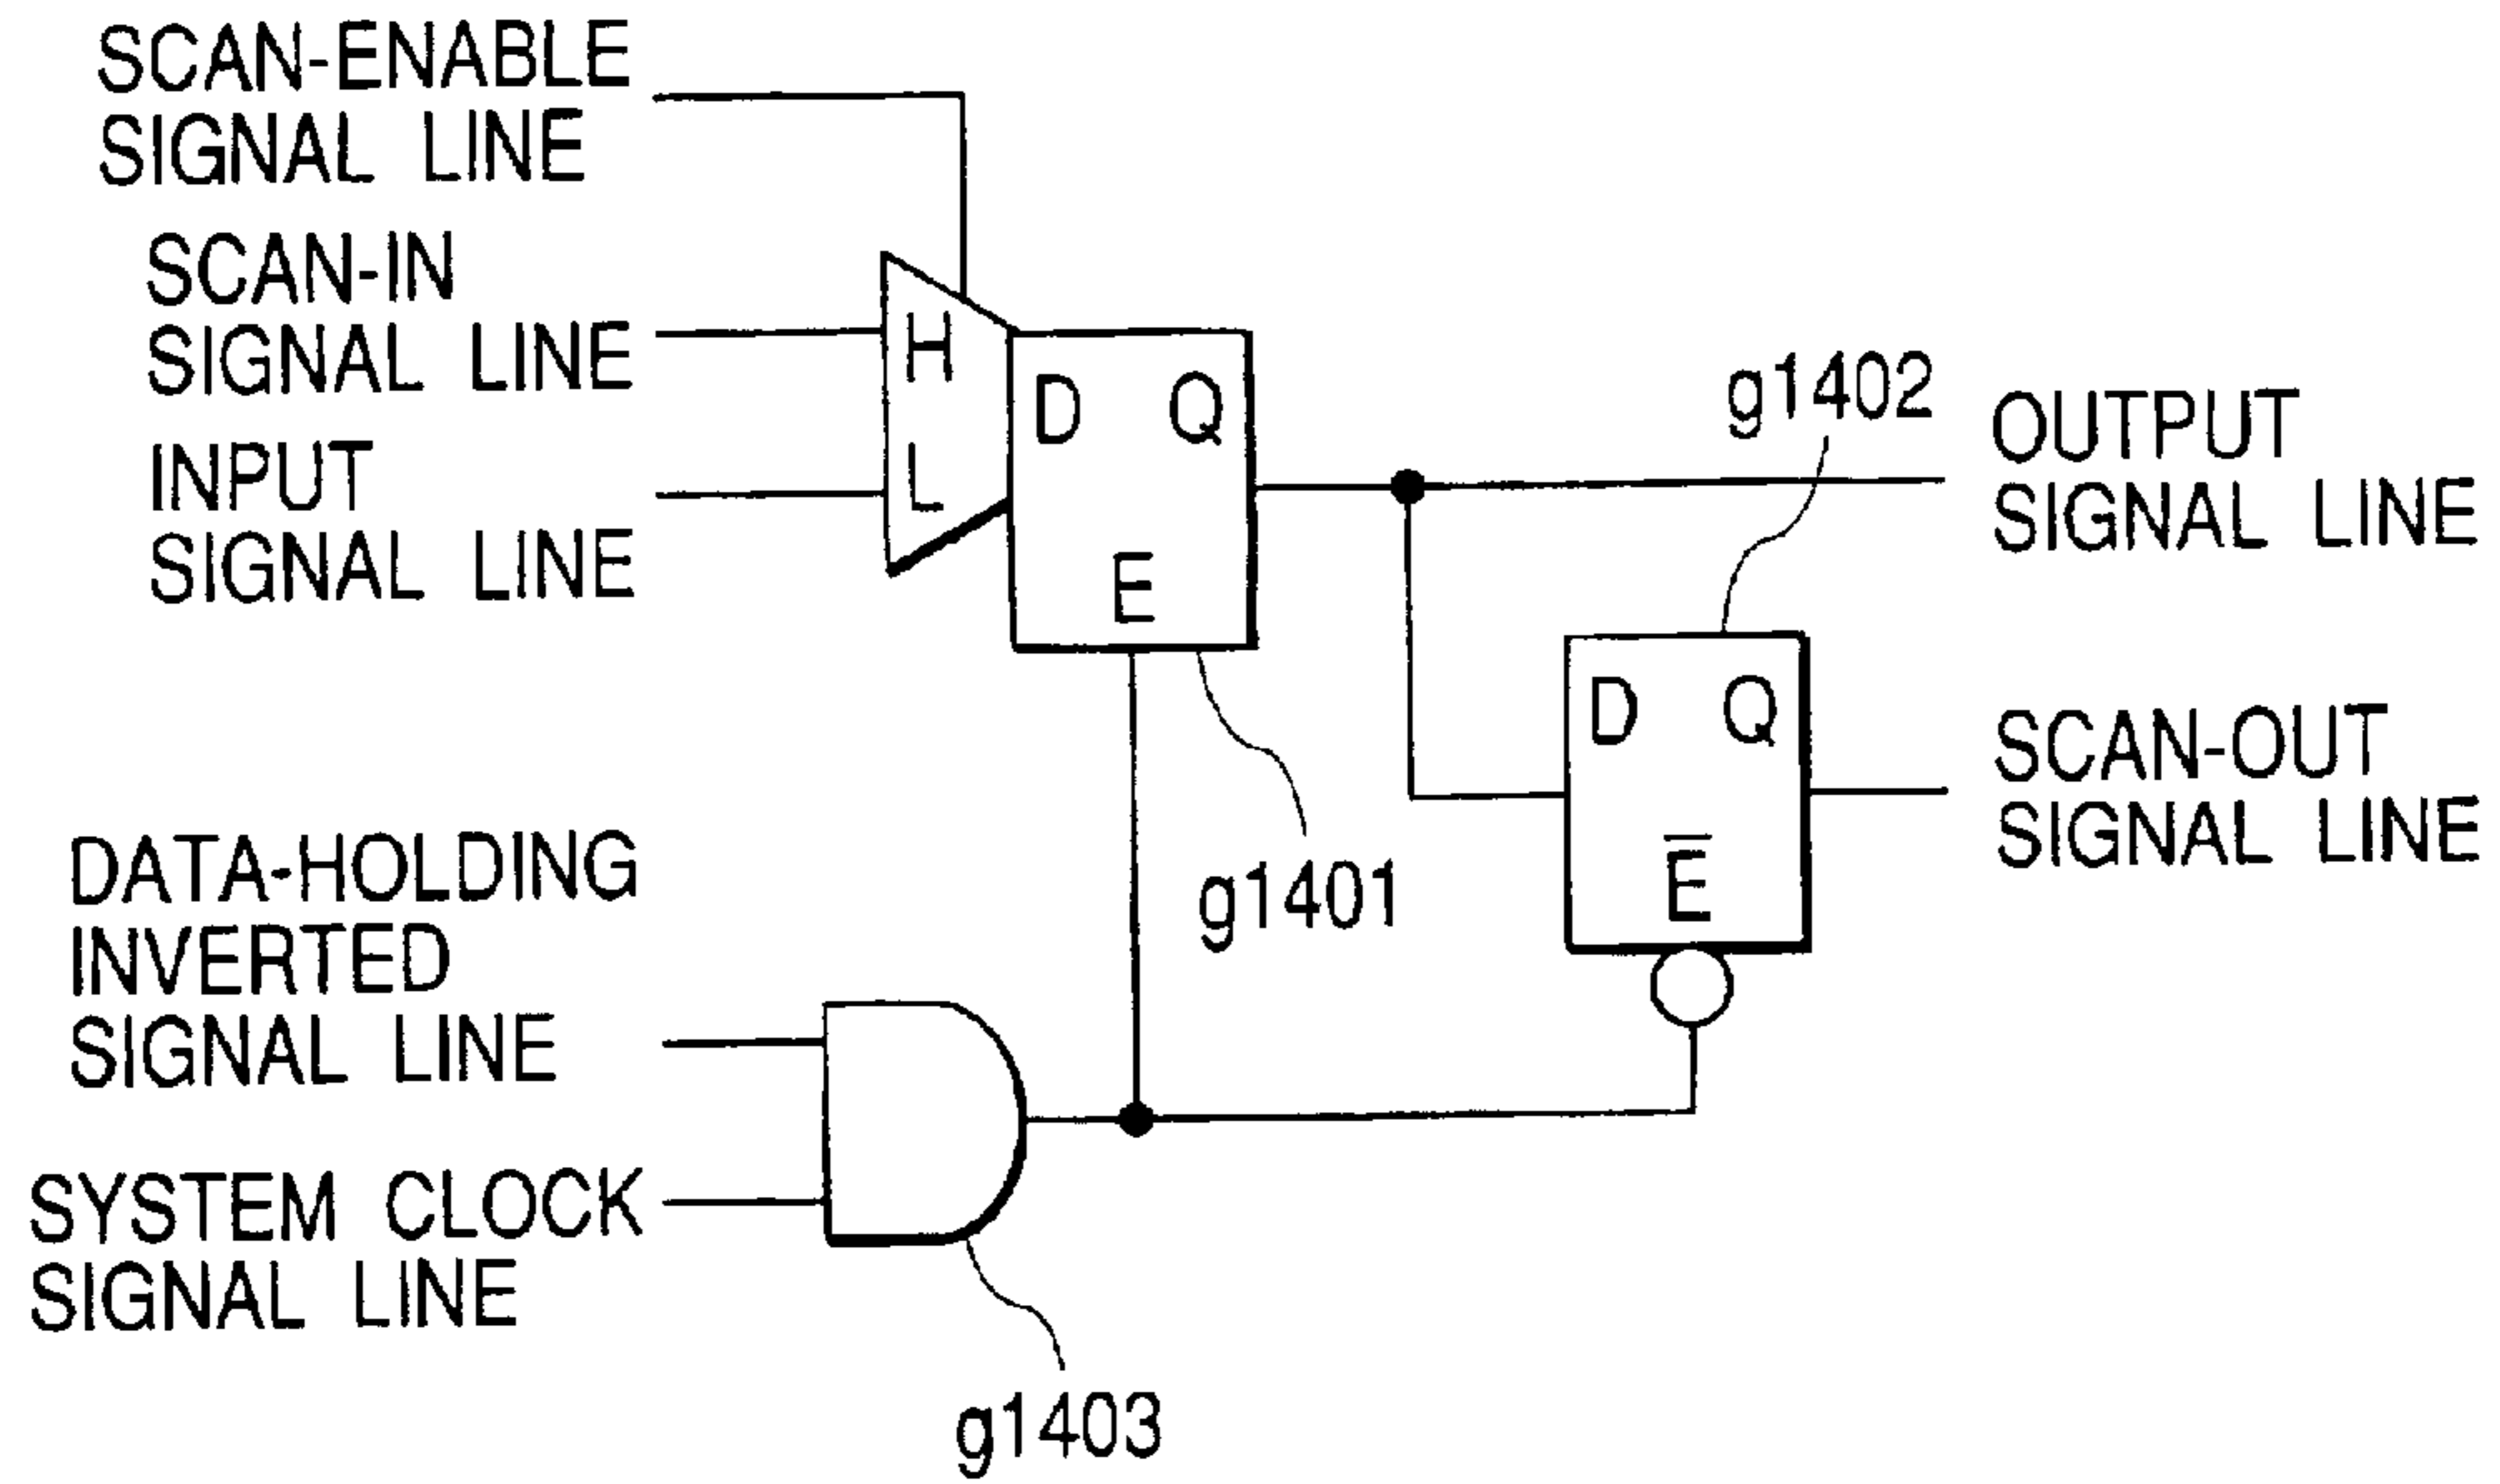 SCAN-ENABLE
SIGNAL LINE
SCAN-IN
SIGNAL LINE
INPUT
SIGNAL LINE
H
L
D Q
E
g1402
OUTPUT
SIGNAL LINE
D Q
E̅
SCAN-OUT
SIGNAL LINE
g1401
DATA-HOLDING
INVERTED
SIGNAL LINE
SYSTEM CLOCK
SIGNAL LINE
g1403